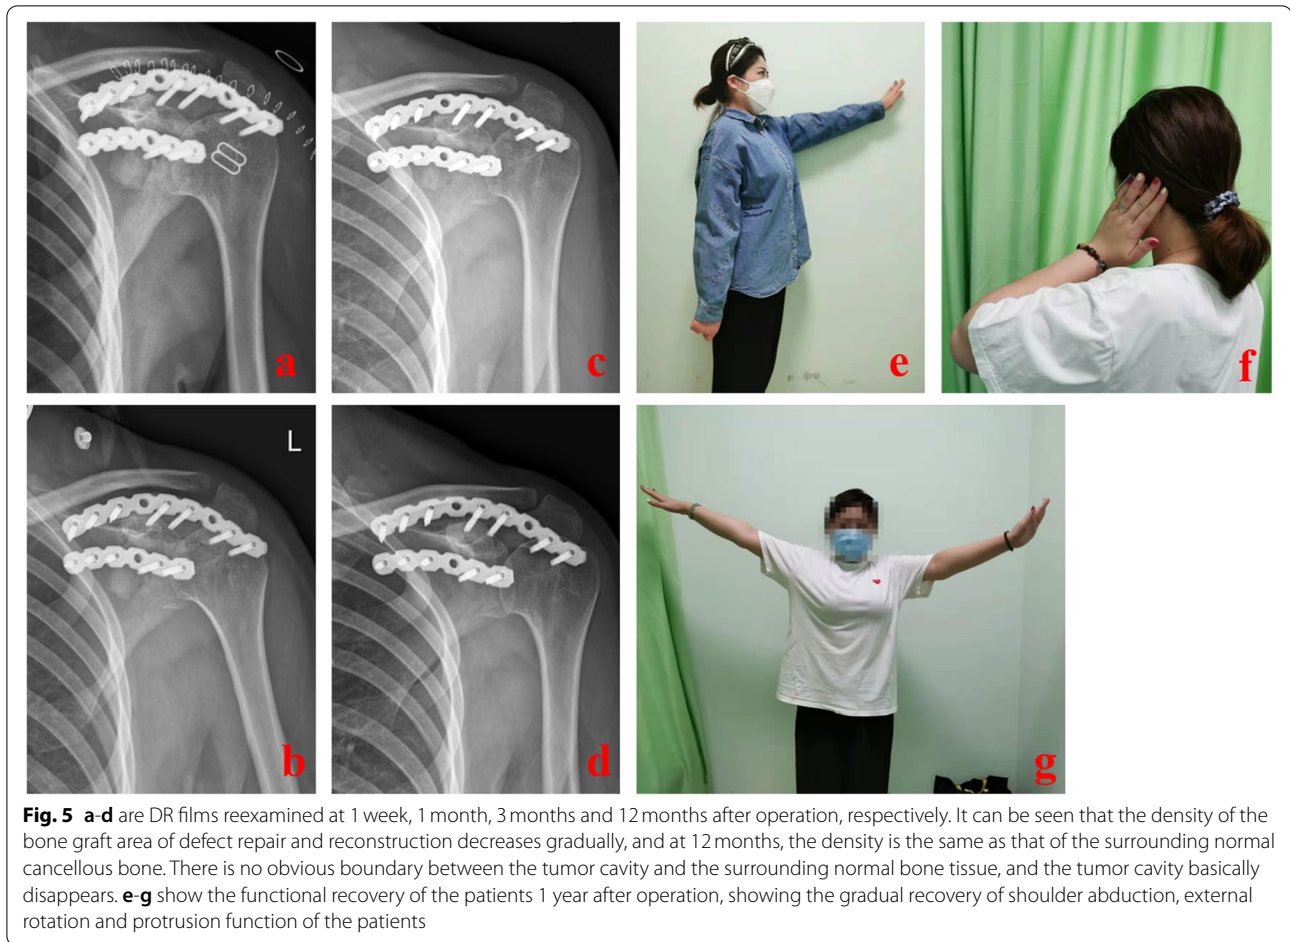 a
c
e
f
L
b
d
g
Fig. 5 a-d are DR films reexamined at 1 week, 1 month, 3 months and 12 months after operation, respectively. It can be seen that the density of the
bone graft area of defect repair and reconstruction decreases gradually, and at 12 months, the density is the same as that of the surrounding normal
cancellous bone. There is no obvious boundary between the tumor cavity and the surrounding normal bone tissue, and the tumor cavity basically
disappears. e-g show the functional recovery of the patients 1 year after operation, showing the gradual recovery of shoulder abduction, external
rotation and protrusion function of the patients